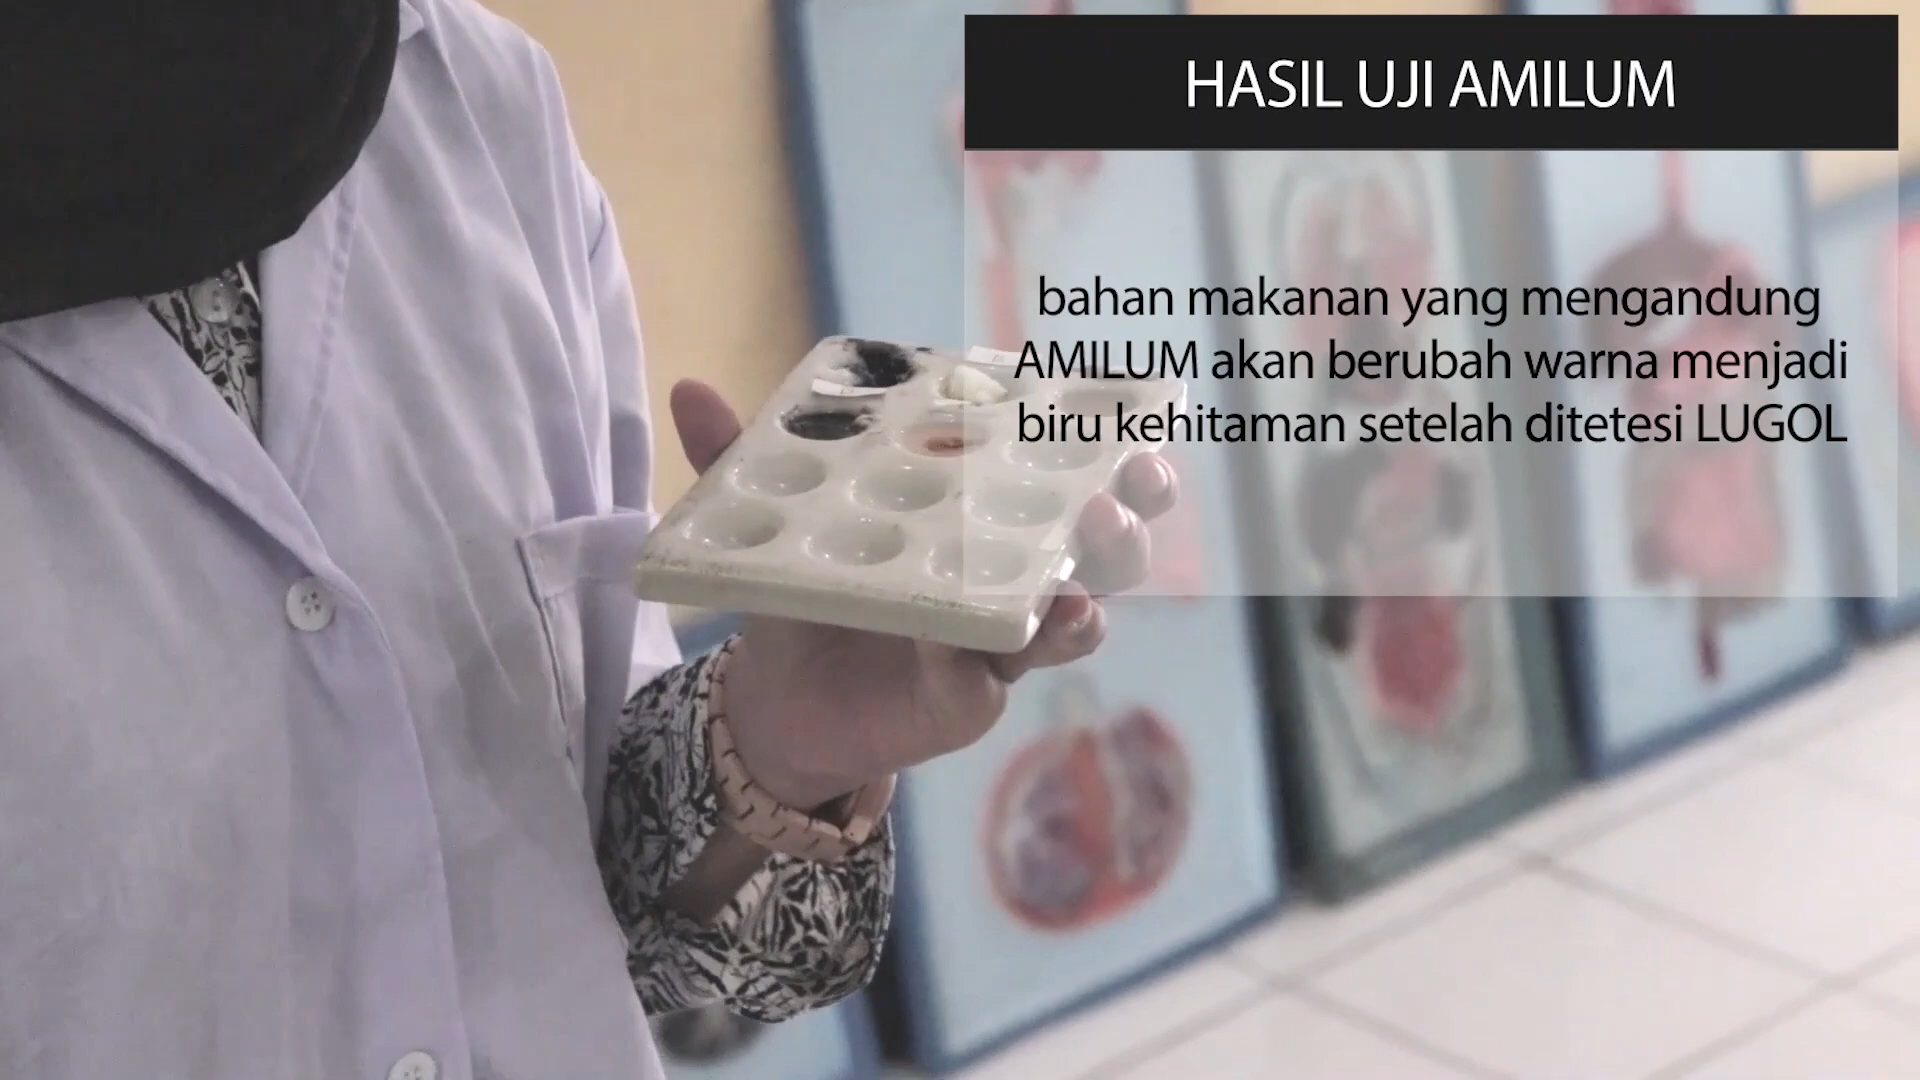 HASIL UJI AMILUM
bahan makanan yang mengandung
AMILUM akan berubah warna menjadi
biru kehitaman setelah ditetesi LUGOL